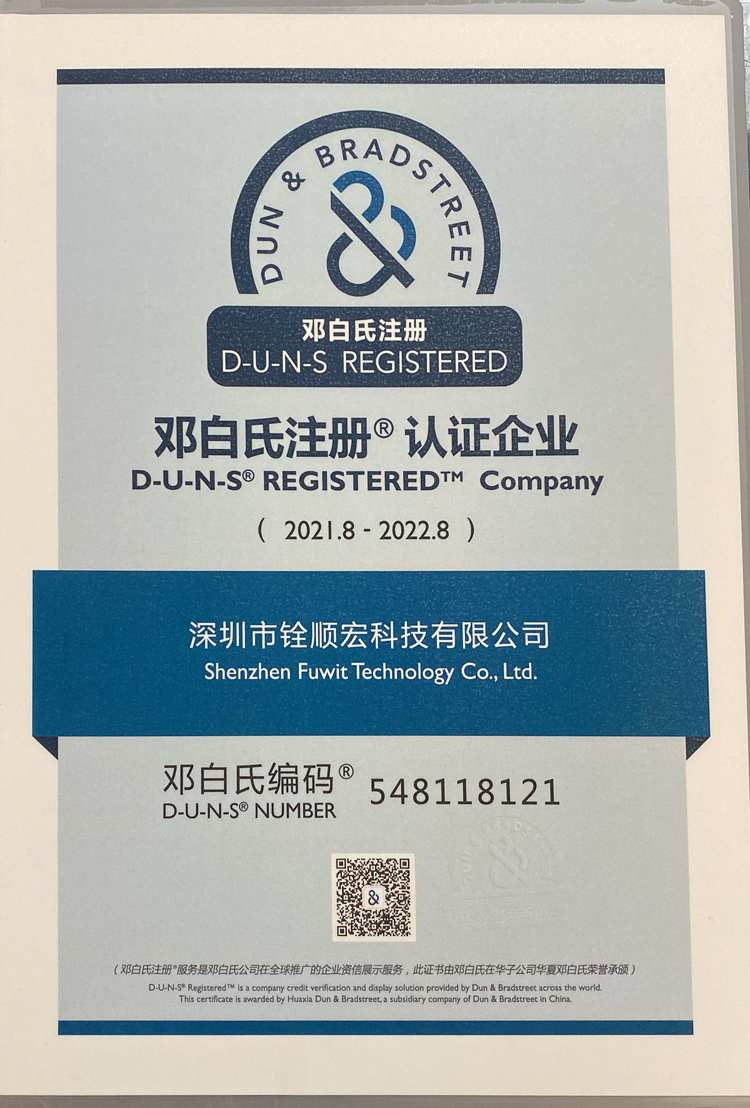 DUN & BRADSTREET
邓白氏注册
D-U-N-S REGISTERED
邓白氏注册® 认证企业
D-U-N-S® REGISTERED™ Company
( 2021.8 - 2022.8 )
深圳市铨顺宏科技有限公司
Shenzhen Fuwit Technology Co., Ltd.
邓白氏编码® 548118121
D-U-N-S® NUMBER
(邓白氏注册®服务是邓白氏公司在全球推广的企业资信展示服务，此证书由邓白氏在华子公司华夏邓白氏荣誉承颁)
D-U-N-S® Registered™ is a company credit verification and display solution provided by Dun & Bradstreet across the world.
This certificate is awarded by Huaxia Dun & Bradstreet, a subsidiary company of Dun & Bradstreet in China.